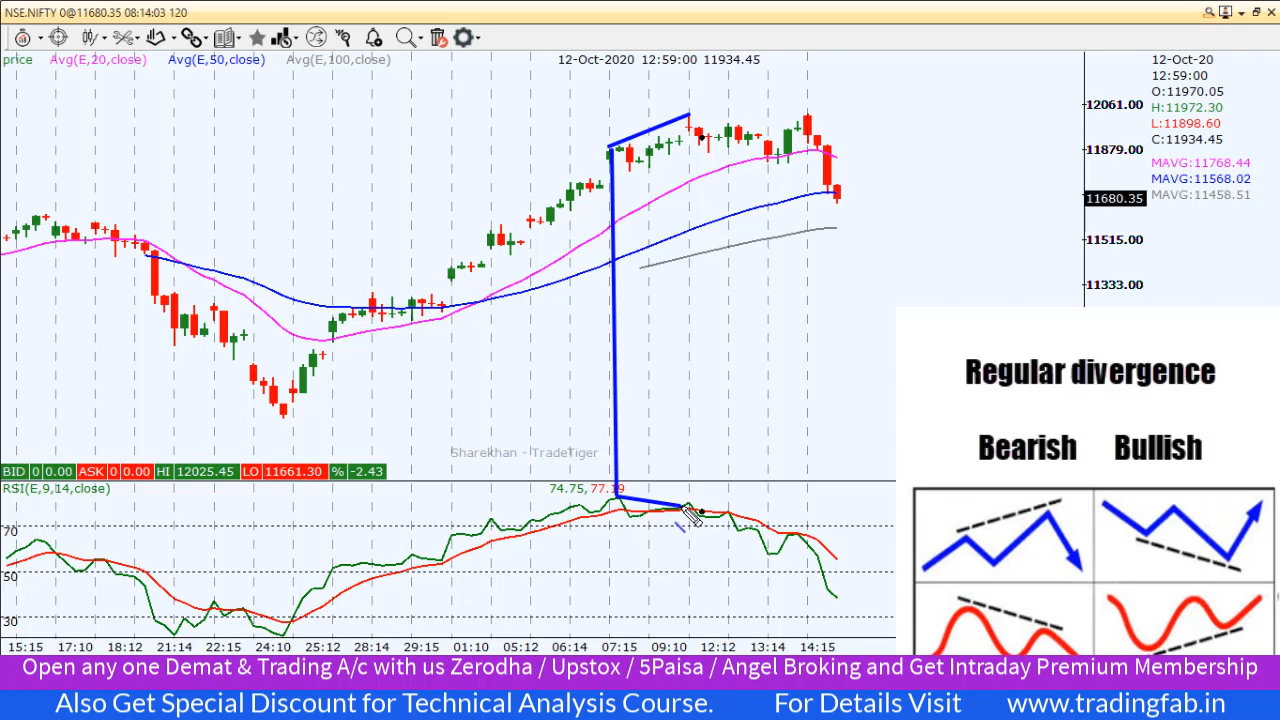 NSE.NIFTY 0@11680.35 08:14:03 120
price Avg(E,20,close) Avg(E,50,close) Avg(E,100,close) 12-Oct-2020 12:59:00 11934.45
12-Oct-20
12:59:00
O:11970.05
H:11972.30
L:11898.60
C:11934.45
MAVG:11768.44
MAVG:11568.02
MAVG:11458.51
12061.00
11879.00
11680.35
11515.00
11333.00
Regular divergence
Bearish Bullish
Sharekhan - TradeTiger
BID 0 0.00 ASK 0 0.00 HI 12025.45 LO 11661.30 % -2.43
RSI(E,9,14,close) 74.75, 77.19
70
50
30
15:15 17:10 18:12 21:14 22:15 24:12 25:12 28:14 29:15 01:10 05:12 06:14 07:15 09:10 12:12 13:14 14:15
Open any one Demat & Trading A/c with us Zerodha / Upstox / 5Paisa / Angel Broking and Get Intraday Premium Membership
Also Get Special Discount for Technical Analysis Course. For Details Visit www.tradingfab.in